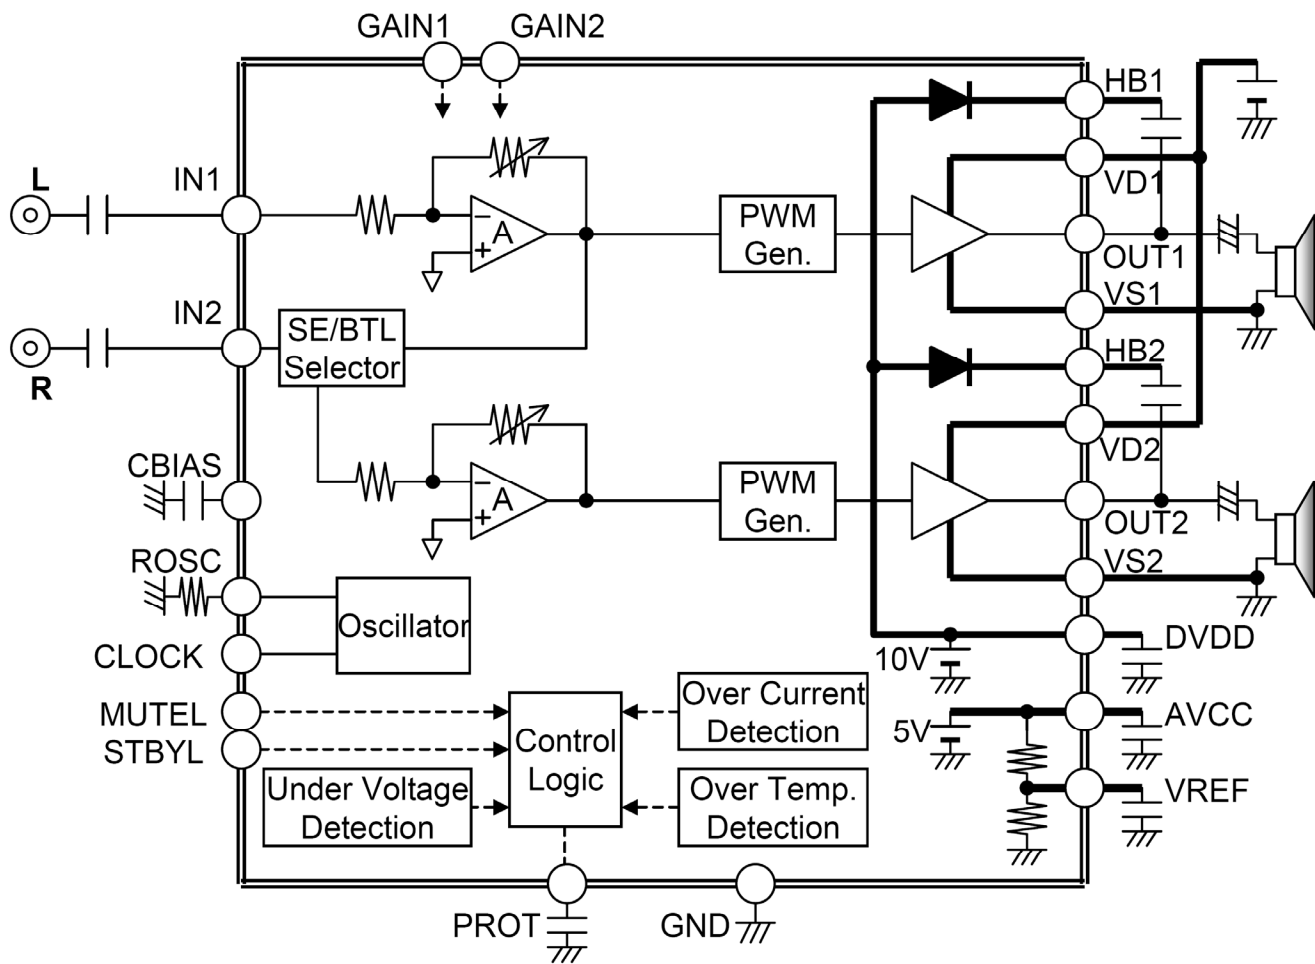 GAIN1
GAIN2
HB1
L
IN1
VD1
−
A
+
PWM
Gen.
OUT1
IN2
SE/BTL
Selector
VS1
R
HB2
VD2
CBIAS
−
A
+
PWM
Gen.
OUT2
ROSC
VS2
Oscillator
CLOCK
10V
DVDD
MUTEL
STBYL
Control
Logic
Over Current
Detection
5V
AVCC
Under Voltage
Detection
Over Temp.
Detection
VREF
PROT
GND